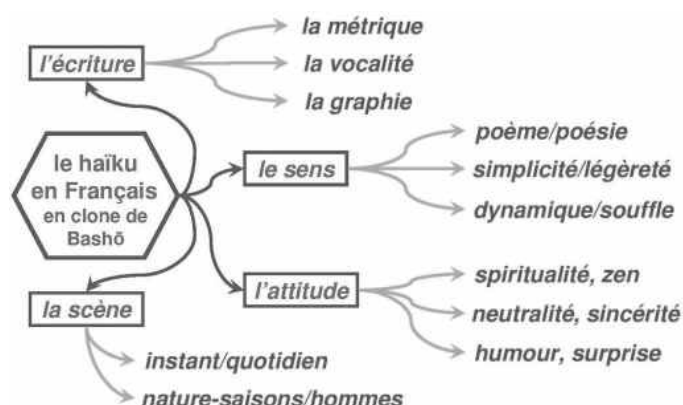 la métrique
l'écriture
la vocalité
la graphie
le haïku
en Français
en clone de
Bashō
le sens
poème/poésie
simplicité/légèreté
dynamique/souffle
l'attitude
spiritualité, zen
neutralité, sincérité
humour, surprise
la scène
instant/quotidien
nature-saisons/hommes